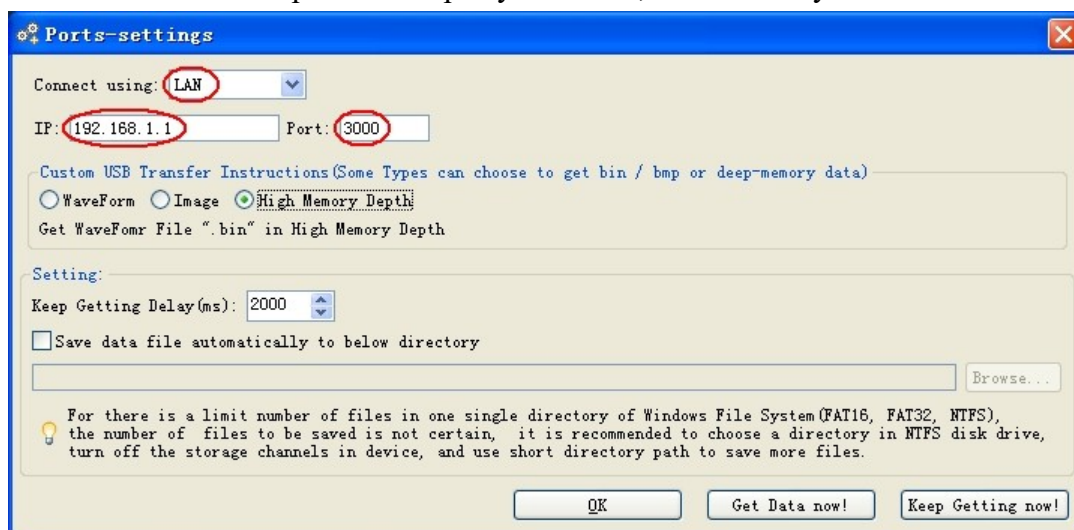 Ports-settings
Connect using: LAN
IP: 192.168.1.1 Port: 3000
Custom USB Transfer Instructions(Some Types can choose to get bin / bmp or deep-memory data)
WaveForm Image High Memory Depth
Get WaveFomr File ".bin" in High Memory Depth
Setting:
Keep Getting Delay(ms): 2000
Save data file automatically to below directory
Browse...
For there is a limit number of files in one single directory of Windows File System(FAT16, FAT32, NTFS),
the number of files to be saved is not certain, it is recommended to choose a directory in NTFS disk drive,
turn off the storage channels in device, and use short directory path to save more files.
OK Get Data now! Keep Getting now!